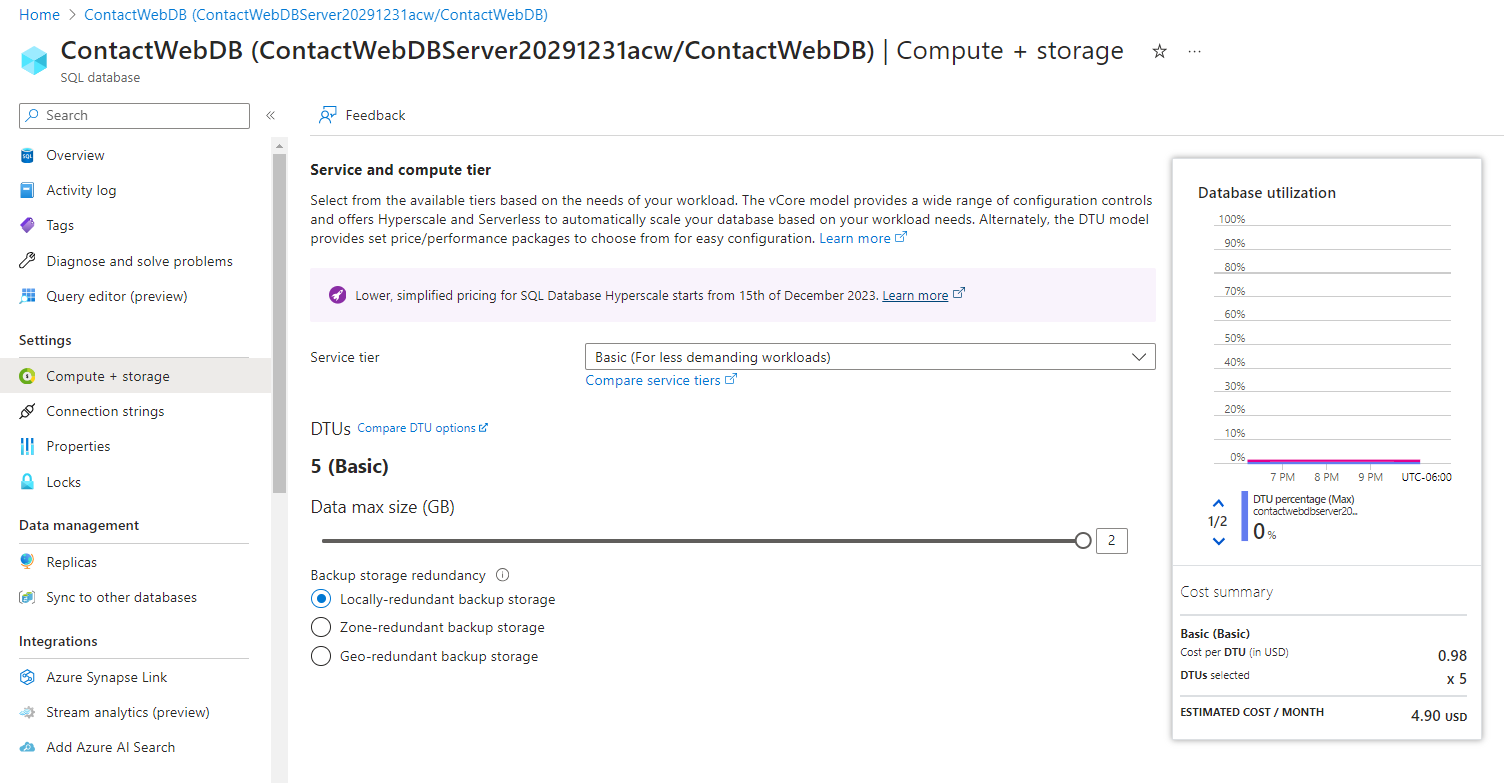 Home > ContactWebDB (ContactWebDBServer20291231acw/ContactWebDB)
ContactWebDB (ContactWebDBServer20291231acw/ContactWebDB) | Compute + storage
SQL database
Search
Overview
Activity log
Tags
Diagnose and solve problems
Query editor (preview)
Settings
Compute + storage
Connection strings
Properties
Locks
Data management
Replicas
Sync to other databases
Integrations
Azure Synapse Link
Stream analytics (preview)
Add Azure AI Search
Feedback
Service and compute tier
Select from the available tiers based on the needs of your workload. The vCore model provides a wide range of configuration controls
and offers Hyperscale and Serverless to automatically scale your database based on your workload needs. Alternately, the DTU model
provides set price/performance packages to choose from for easy configuration. Learn more
Lower, simplified pricing for SQL Database Hyperscale starts from 15th of December 2023. Learn more
Service tier
Basic (For less demanding workloads)
Compare service tiers
DTUs Compare DTU options
5 (Basic)
Data max size (GB)
2
Backup storage redundancy
Locally-redundant backup storage
Zone-redundant backup storage
Geo-redundant backup storage
Database utilization
100%
90%
80%
70%
60%
50%
40%
30%
20%
10%
0%
7 PM 8 PM 9 PM UTC-06:00
1/2
DTU percentage (Max)
contactwebdbserver20...
0 %
Cost summary
Basic (Basic)
Cost per DTU (in USD) 0.98
DTUs selected x 5
ESTIMATED COST / MONTH 4.90 USD